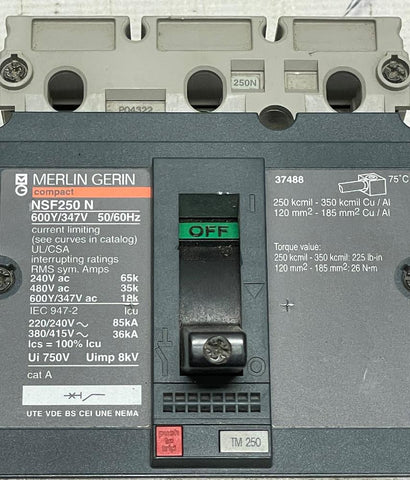 250N
P04322
MERLIN GERIN
compact
NSF250 N
600Y/347V 50/60Hz
current limiting
(see curves in catalog)
UL/CSA
interrupting ratings
RMS sym. Amps
240V ac 65k
480V ac 35k
600Y/347V ac 18k
IEC 947-2 Icu
220/240V ~ 85kA
380/415V ~ 36kA
Ics = 100% Icu
Ui 750V Uimp 8kV
cat A
UTE VDE BS CEI UNE NEMA
I
OFF
O
push
to
trip
TM 250
37488 75°C
250 kcmil - 350 kcmil Cu / Al
120 mm² - 185 mm² Cu / Al
Torque value:
250 kcmil - 350 kcmil: 225 lb-in
120 mm² - 185 mm²: 26 N-m